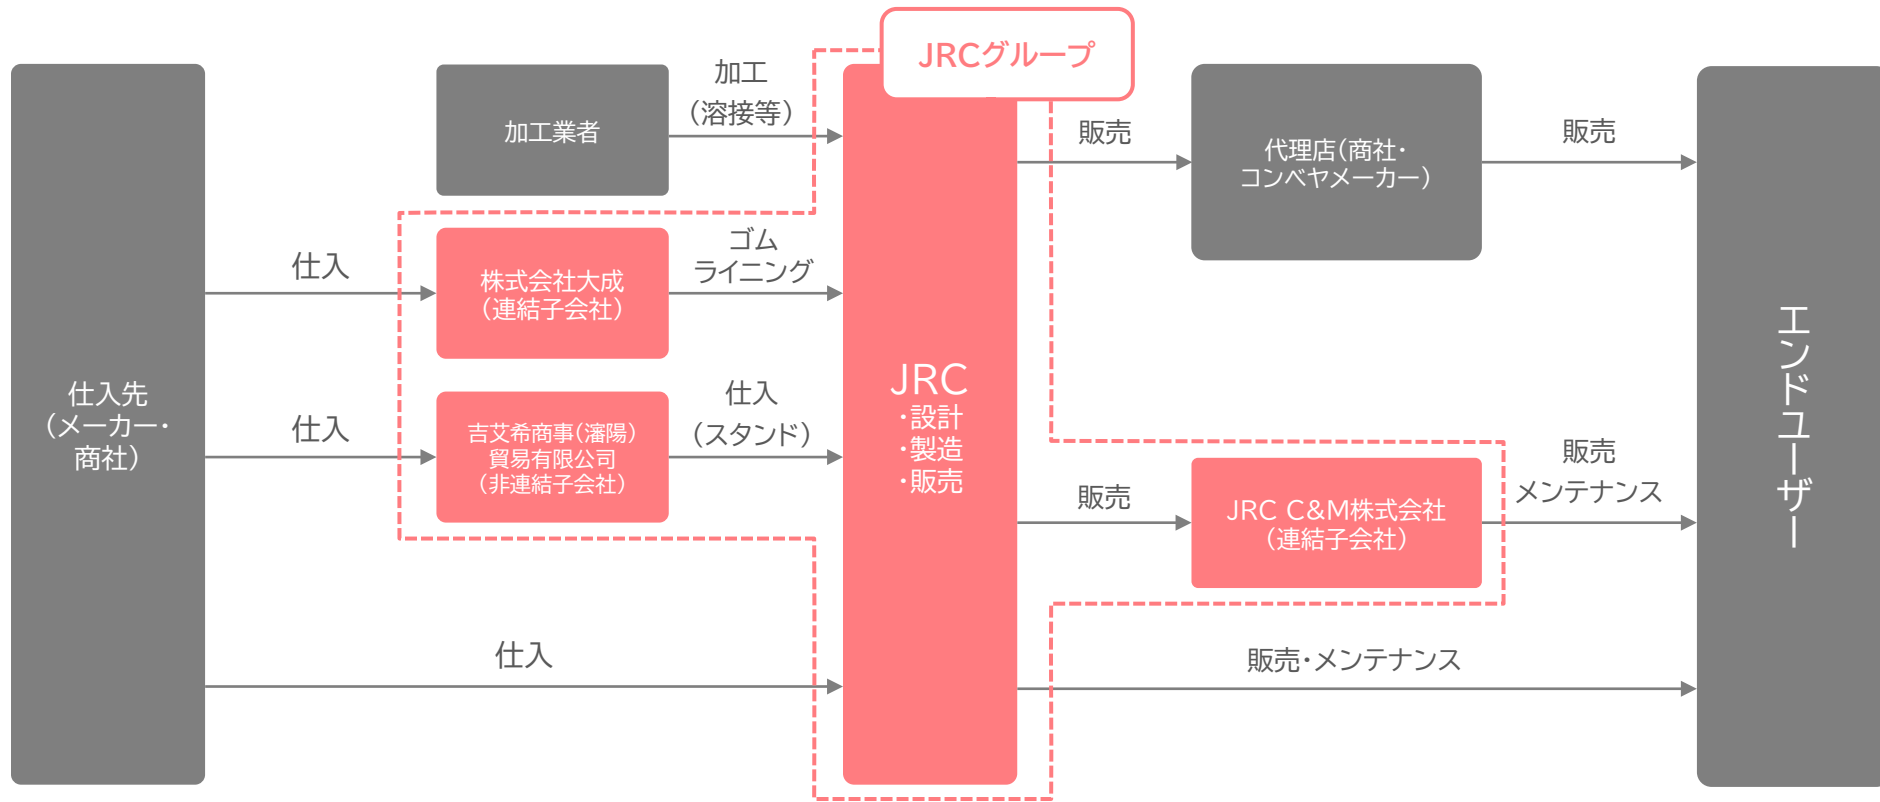 JRCグループ
仕入先
（メーカー・
商社）
仕入
仕入
仕入
加工業者
加工
（溶接等）
株式会社大成
（連結子会社）
ゴム
ライニング
吉艾希商事（瀋陽）
貿易有限公司
（非連結子会社）
仕入
（スタンド）
JRC
・設計
・製造
・販売
販売
代理店（商社・
コンベヤメーカー）
販売
販売
JRC C&M株式会社
（連結子会社）
販売
メンテナンス
販売・メンテナンス
エンドユーザー